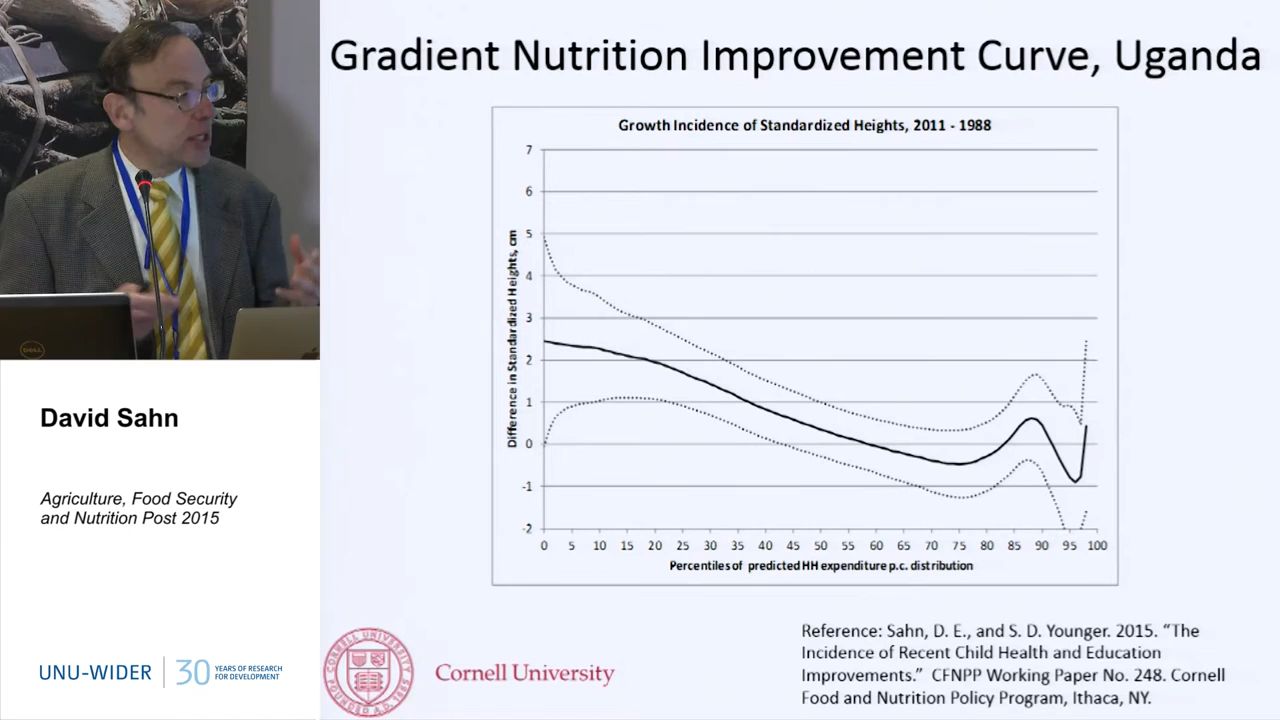 Gradient Nutrition Improvement Curve, Uganda
Growth Incidence of Standardized Heights, 2011 - 1988
Difference in Standardized Heights, cm
7
6
5
4
3
2
1
0
-1
-2
0 5 10 15 20 25 30 35 40 45 50 55 60 65 70 75 80 85 90 95 100
Percentiles of predicted HH expenditure p.c. distribution
DELL
David Sahn
Agriculture, Food Security
and Nutrition Post 2015
UNU-WIDER
30 YEARS OF RESEARCH
FOR DEVELOPMENT
CORNELL UNIVERSITY
FOUNDED A.D. 1865
Cornell University
Reference: Sahn, D. E., and S. D. Younger. 2015. “The
Incidence of Recent Child Health and Education
Improvements.” CFNPP Working Paper No. 248. Cornell
Food and Nutrition Policy Program, Ithaca, NY.